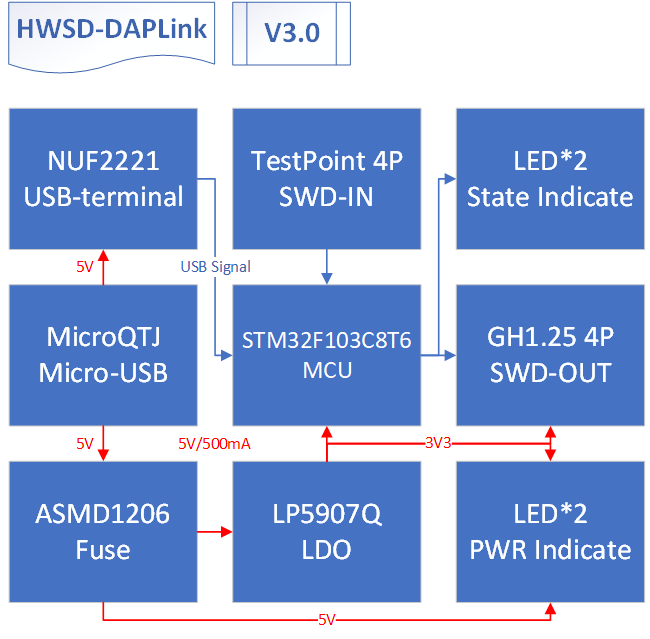 HWSD-DAPLink
V3.0
NUF2221
USB-terminal
TestPoint 4P
SWD-IN
LED*2
State Indicate
5V
USB Signal
MicroQTJ
Micro-USB
STM32F103C8T6
MCU
GH1.25 4P
SWD-OUT
5V
5V/500mA
3V3
ASMD1206
Fuse
LP5907Q
LDO
LED*2
PWR Indicate
5V